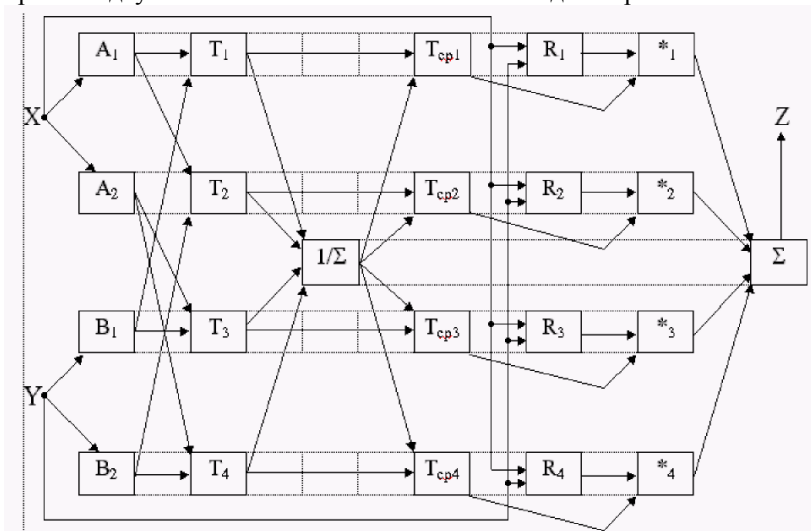 A₁ T₁ Tcp1 R₁ *₁
X Z
A₂ T₂ Tcp2 R₂ *₂
1/Σ Σ
B₁ T₃ Tcp3 R₃ *₃
Y
B₂ T₄ Tcp4 R₄ *₄